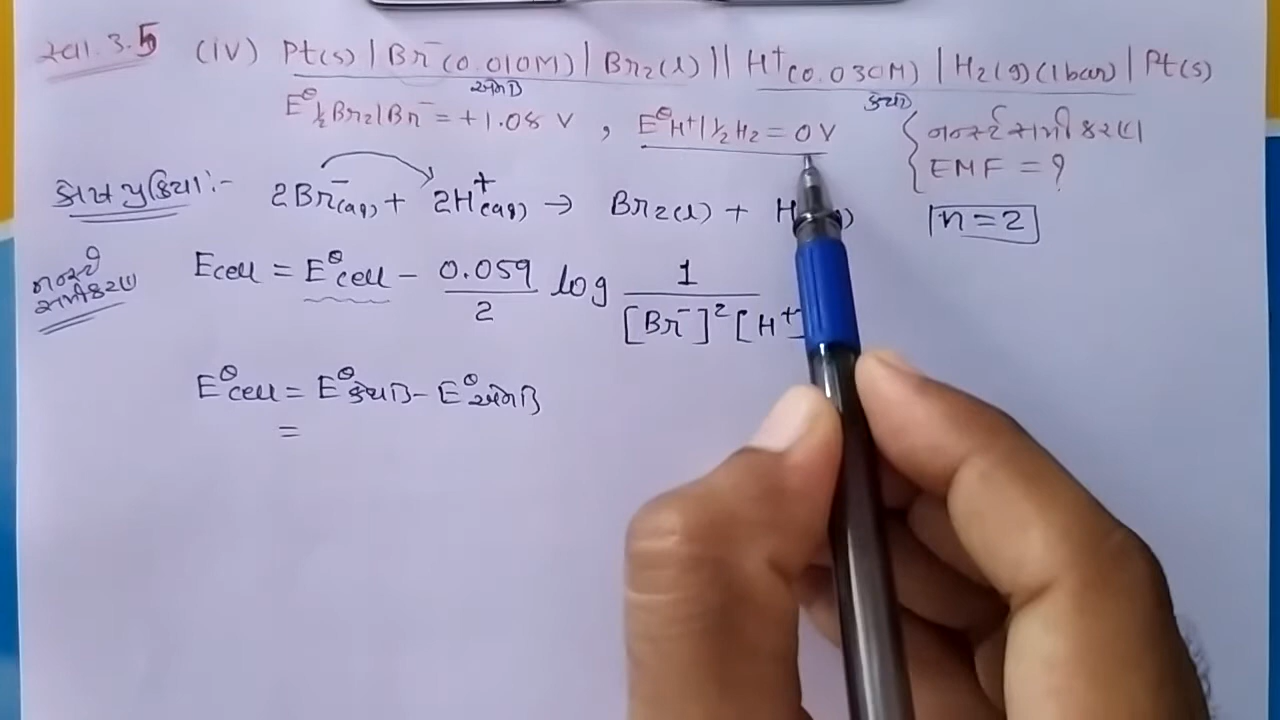 સ્વા. 3.5 (iv) Pt(s) | Br⁻(0.010M) | Br₂(l) || H⁺(0.030M) | H₂(g)(1bar) | Pt(s)
એનોડ કેથોડ
E⊖ ½Br₂|Br⁻ = +1.08 V , E⊖ H⁺|½H₂ = 0 V { નર્ન્સ્ટ સમીકરણ
EMF = ?
કોષ પ્રક્રિયા :- 2Br⁻(aq) + 2H⁺(aq) → Br₂(l) + H n = 2
નર્ન્સ્ટ સમીકરણ
Ecell = E⊖cell - 0.059/2 log 1/[Br⁻]²[H⁺]
E⊖cell = E⊖કેથોડ - E⊖એનોડ
=